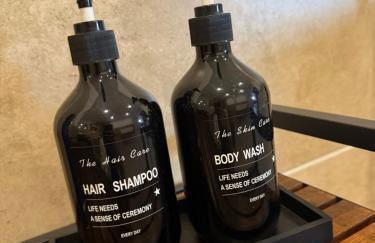 The Hair Care
HAIR SHAMPOO
LIFE NEEDS
A SENSE OF CEREMONY
EVERY DAY
The Skin Care
BODY WASH
LIFE NEEDS
A SENSE OF CEREMONY
EVERY DAY